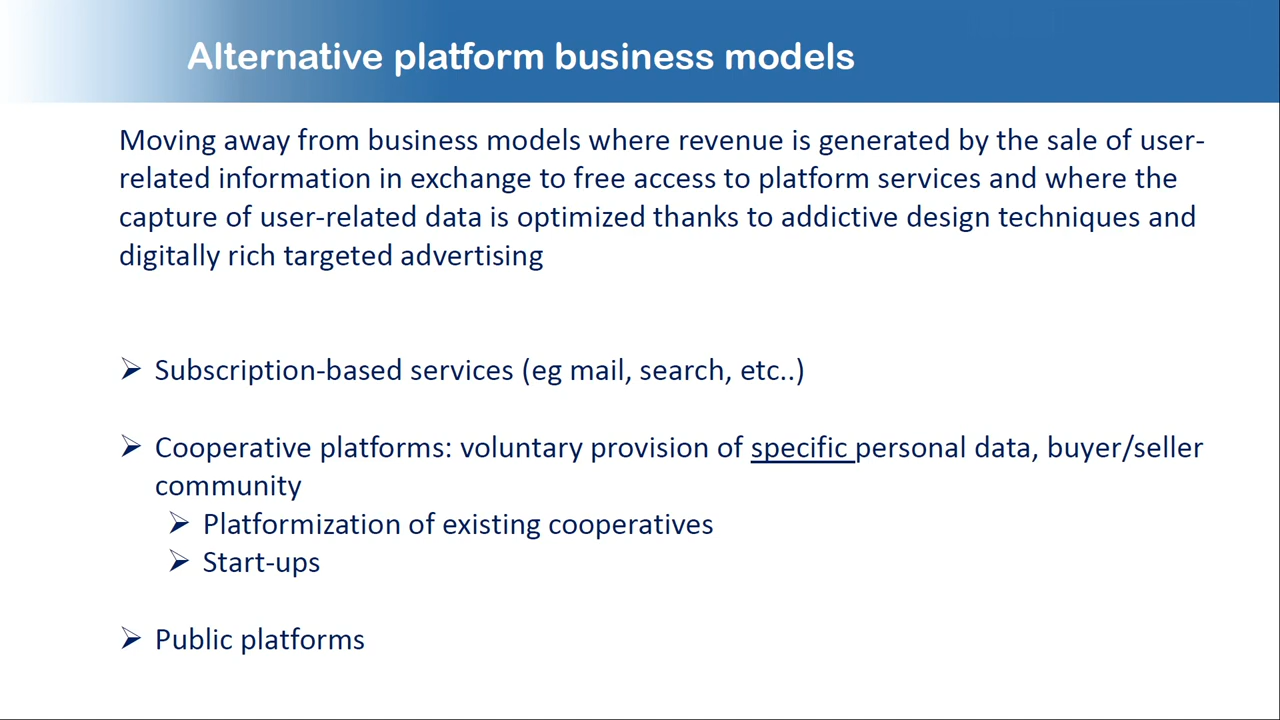 Alternative platform business models
Moving away from business models where revenue is generated by the sale of user-
related information in exchange to free access to platform services and where the
capture of user-related data is optimized thanks to addictive design techniques and
digitally rich targeted advertising
➢ Subscription-based services (eg mail, search, etc..)
➢ Cooperative platforms: voluntary provision of specific personal data, buyer/seller
community
➢ Platformization of existing cooperatives
➢ Start-ups
➢ Public platforms